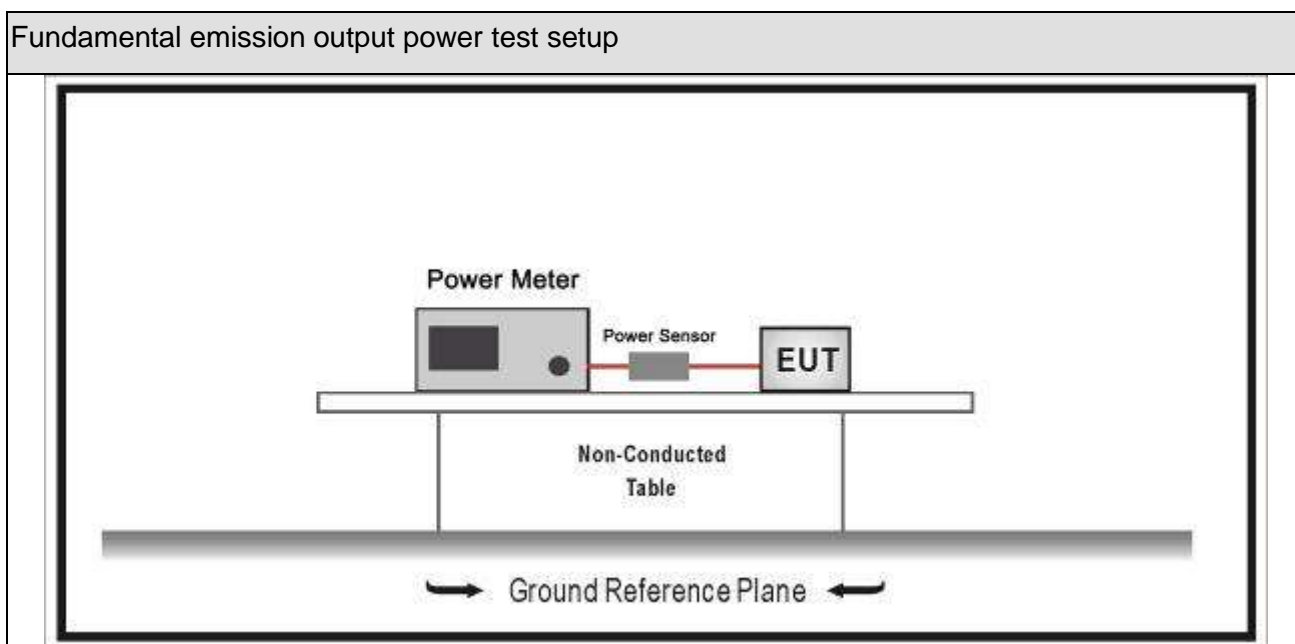 Fundamental emission output power test setup
Power Meter
Power Sensor
EUT
Non-Conducted
Table
Ground Reference Plane